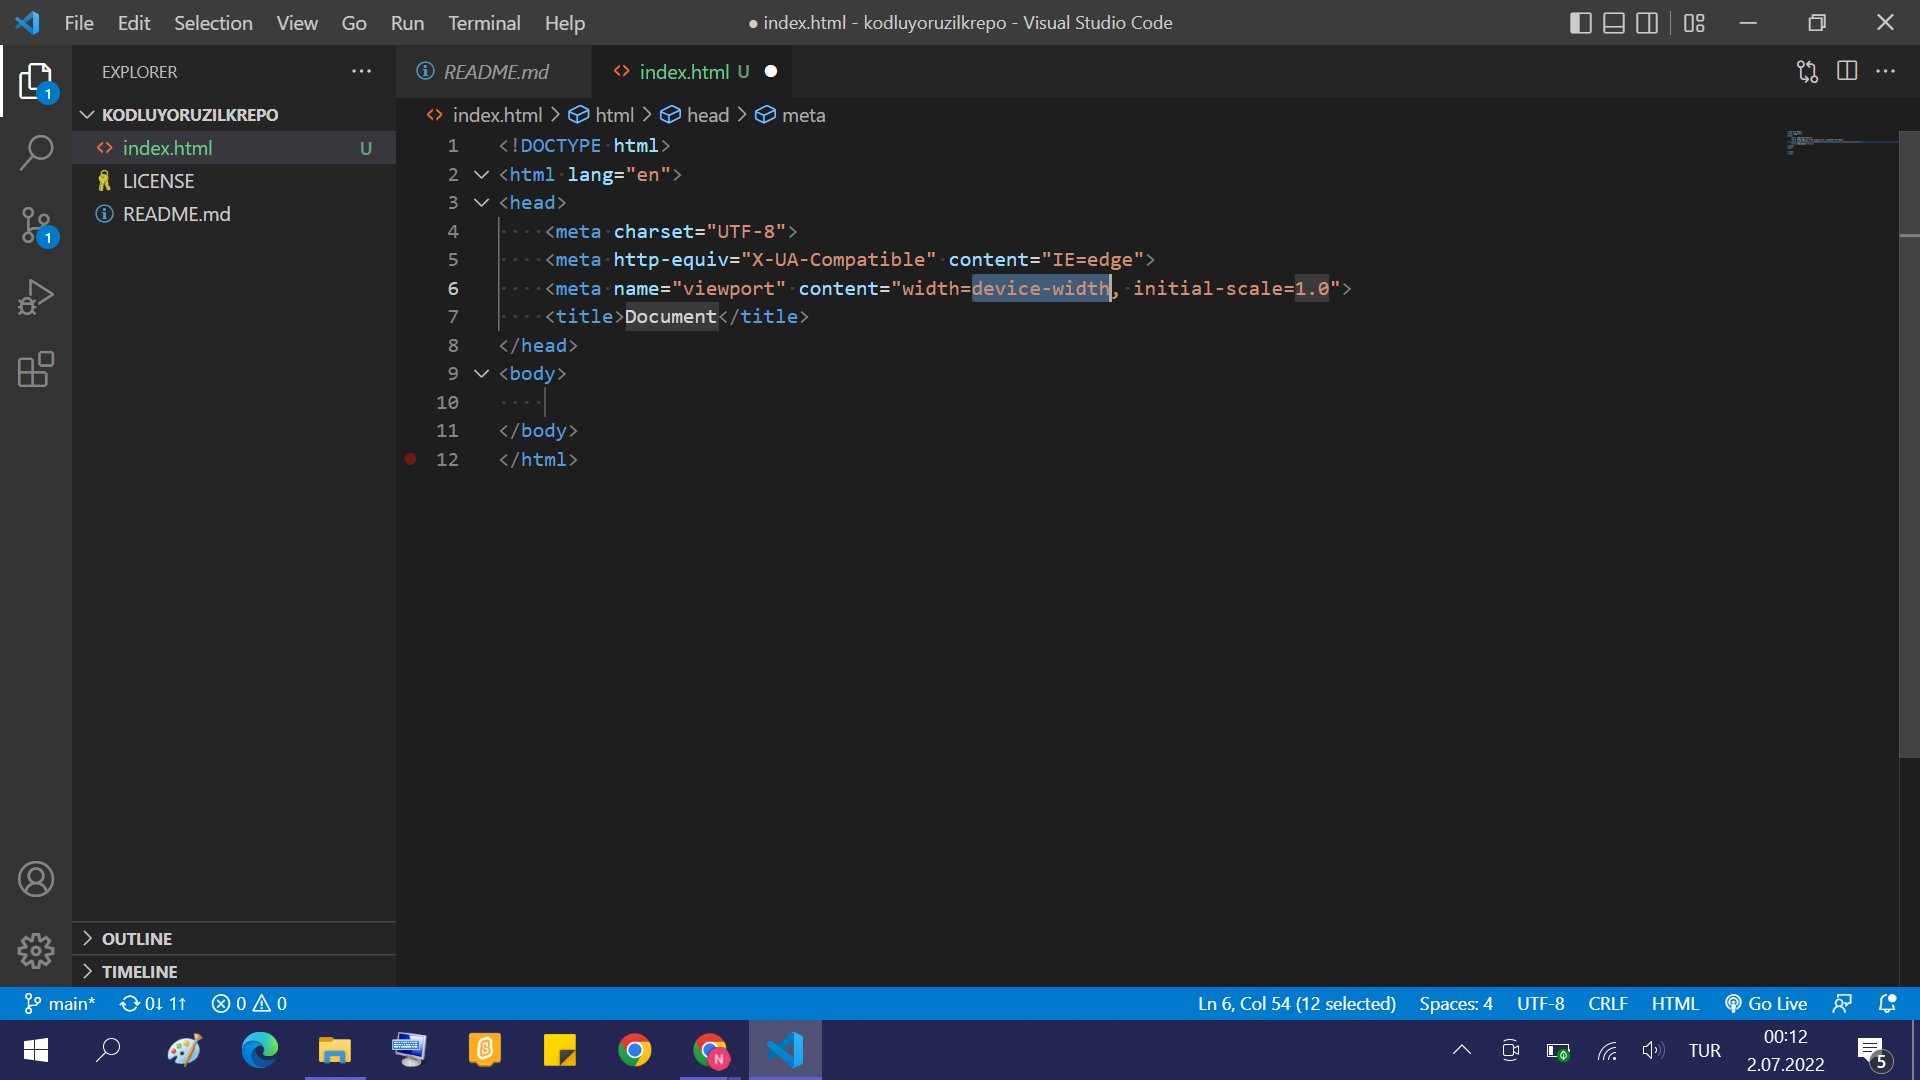 File Edit Selection View Go Run Terminal Help
● index.html - kodluyoruzilkrepo - Visual Studio Code
EXPLORER
KODLUYORUZILKREPO
index.html U
LICENSE
README.md
OUTLINE
TIMELINE
README.md
index.html U
index.html > html > head > meta
1 <!DOCTYPE html>
2 <html lang="en">
3 <head>
4 <meta charset="UTF-8">
5 <meta http-equiv="X-UA-Compatible" content="IE=edge">
6 <meta name="viewport" content="width=device-width, initial-scale=1.0">
7 <title>Document</title>
8 </head>
9 <body>
10
11 </body>
12 </html>
1
1
main* 0↓ 1↑ 0 0
Ln 6, Col 54 (12 selected) Spaces: 4 UTF-8 CRLF HTML Go Live
N
TUR
00:12
2.07.2022
5